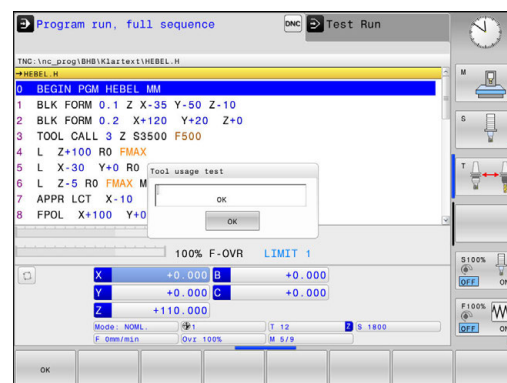 Program run, full sequence DNC Test Run
TNC:\nc_prog\BHB\Klartext\HEBEL.H
→HEBEL.H
0 BEGIN PGM HEBEL MM
1 BLK FORM 0.1 Z X-35 Y-50 Z-10
2 BLK FORM 0.2 X+120 Y+20 Z+0
3 TOOL CALL 3 Z S3500 F500
4 L Z+100 R0 FMAX
5 L X-30 Y+0 R0
6 L Z-5 R0 FMAX M
7 APPR LCT X-10
8 FPOL X+100 Y+0
Tool usage test
OK
OK
100% F-OVR LIMIT 1
X +0.000 B +0.000
Y +0.000 C +0.000
Z +110.000
Mode: NOML. 1 T 12 Z S 1800
F 0mm/min Ovr 100% M 5/9
OK
M
S
T
S100%
OFF ON
F100%
OFF ON